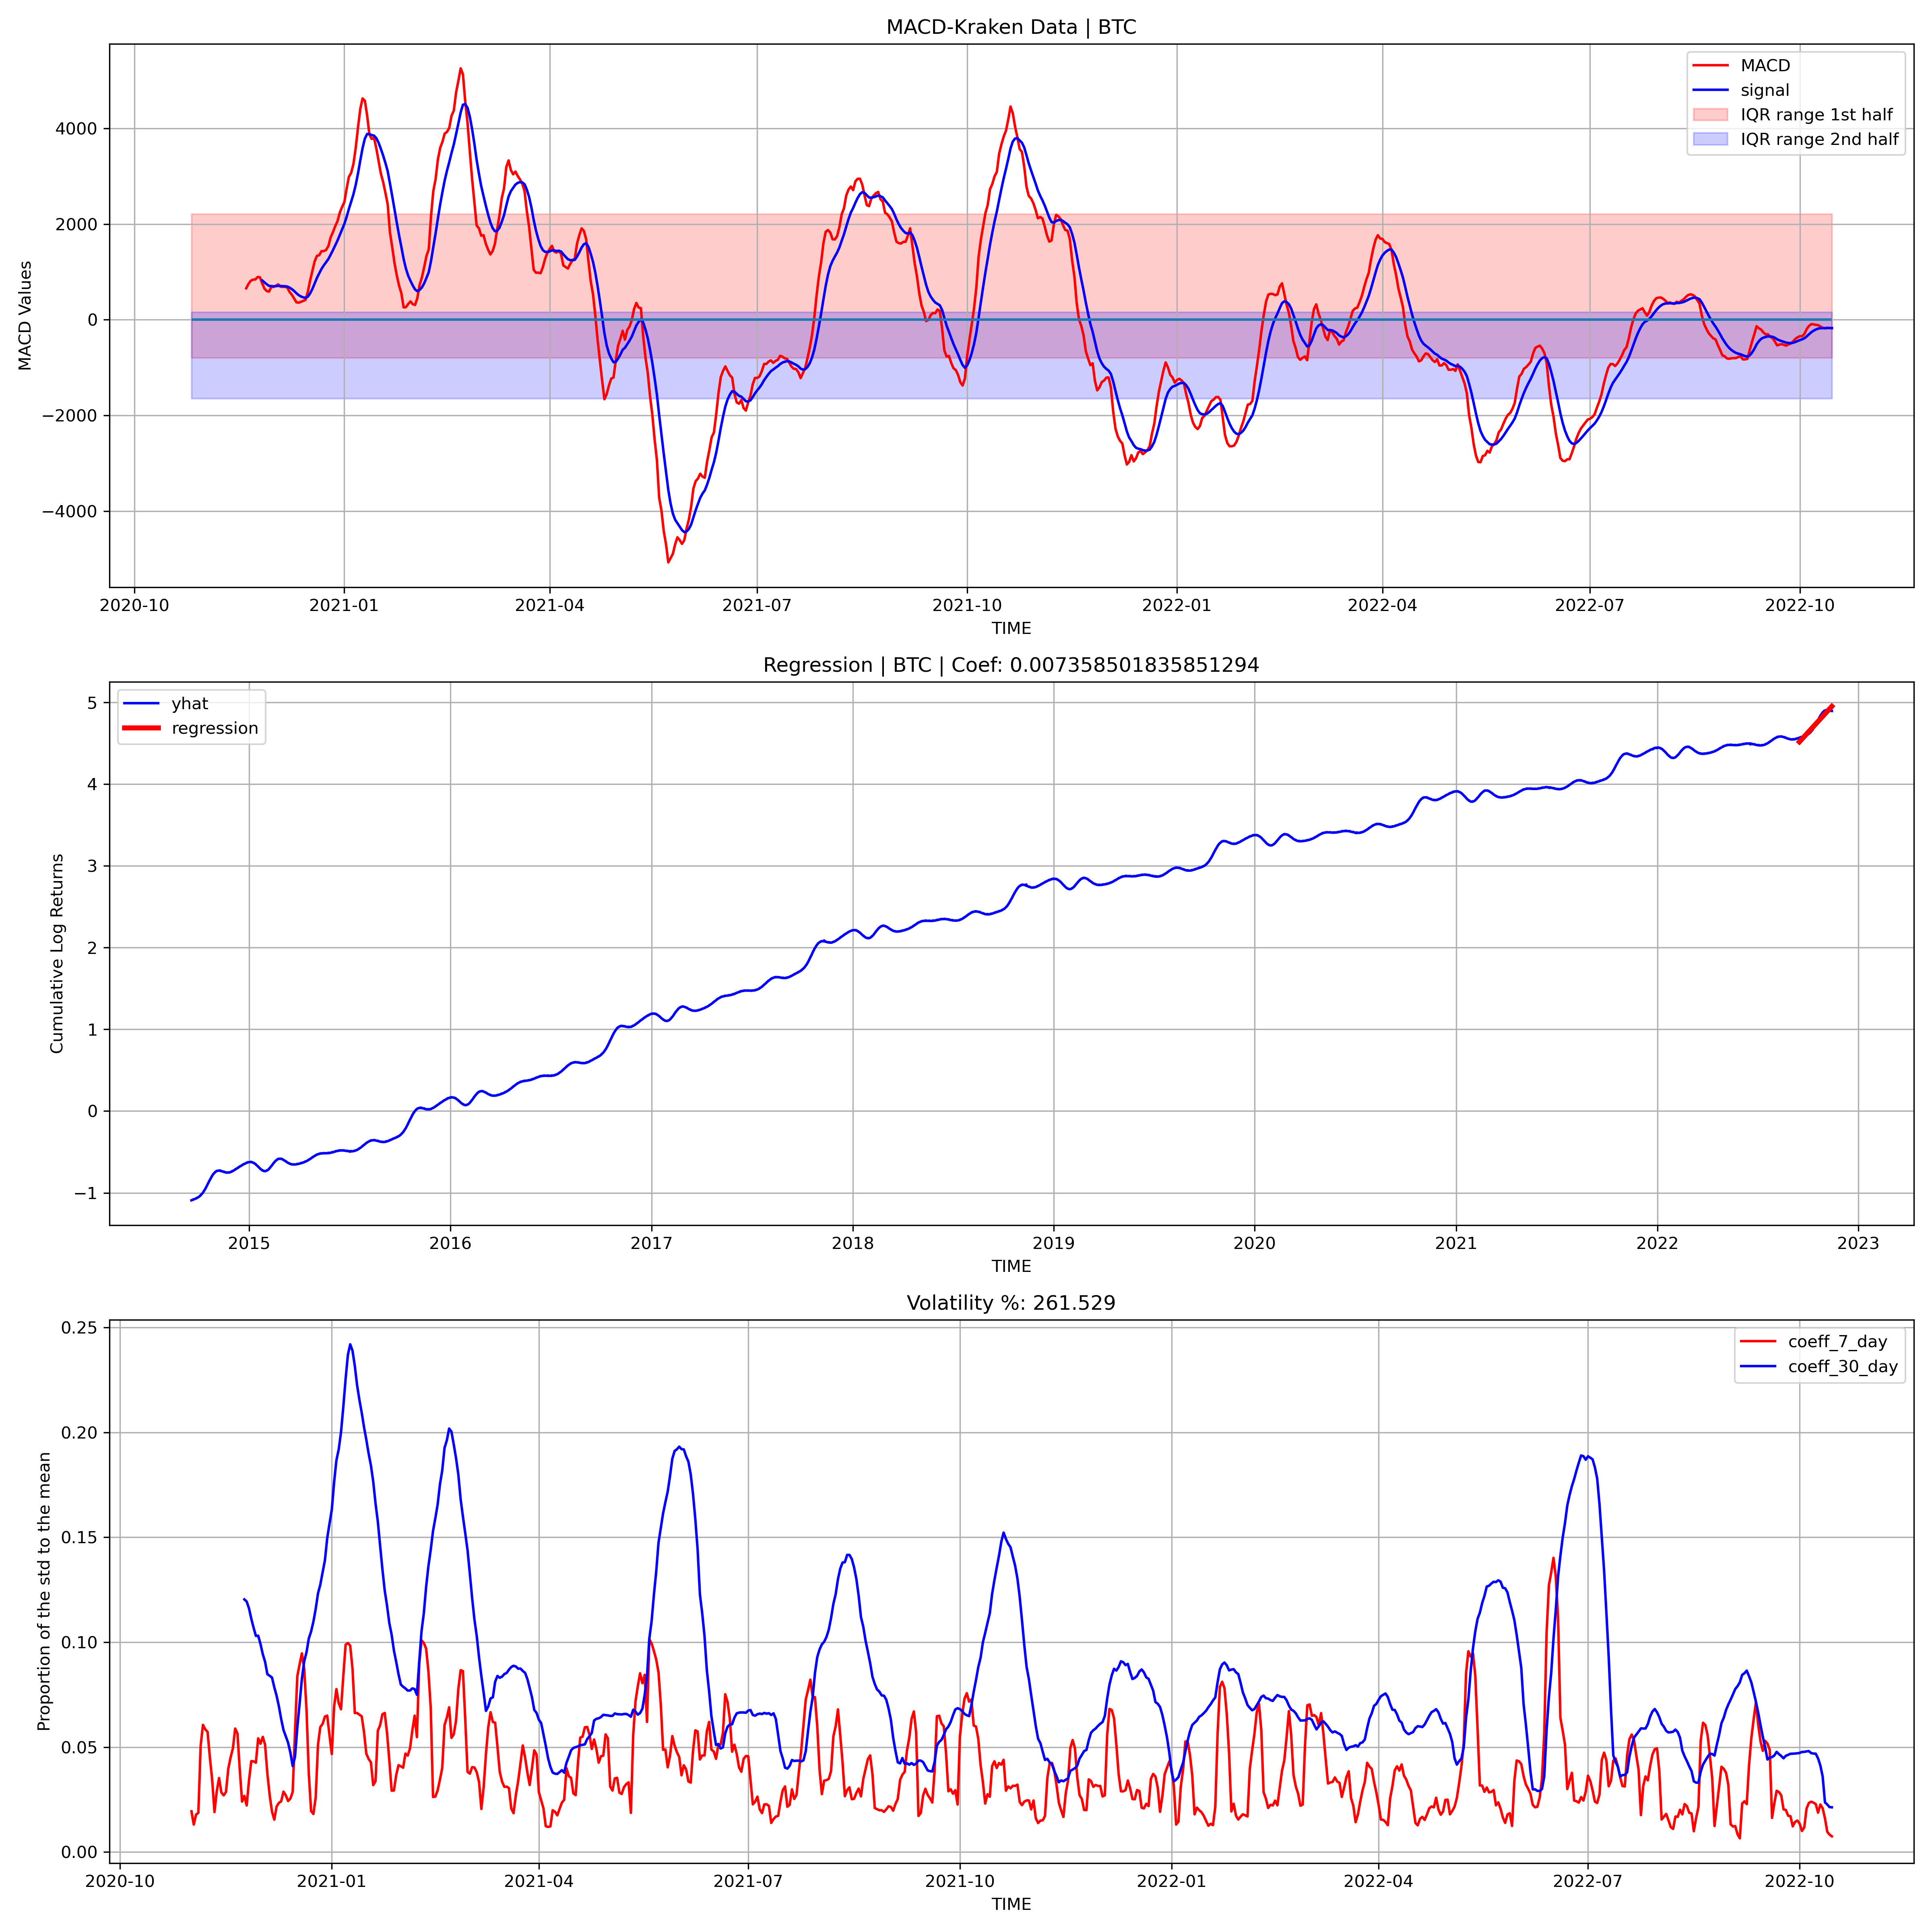 MACD-Kraken Data | BTC
MACD
signal
IQR range 1st half
IQR range 2nd half
MACD Values
4000
2000
0
−2000
−4000
2020-10 2021-01 2021-04 2021-07 2021-10 2022-01 2022-04 2022-07 2022-10
TIME
Regression | BTC | Coef: 0.007358501835851294
yhat
regression
Cumulative Log Returns
5
4
3
2
1
0
−1
2015 2016 2017 2018 2019 2020 2021 2022 2023
TIME
Volatility %: 261.529
coeff_7_day
coeff_30_day
Proportion of the std to the mean
0.25
0.20
0.15
0.10
0.05
0.00
2020-10 2021-01 2021-04 2021-07 2021-10 2022-01 2022-04 2022-07 2022-10
TIME